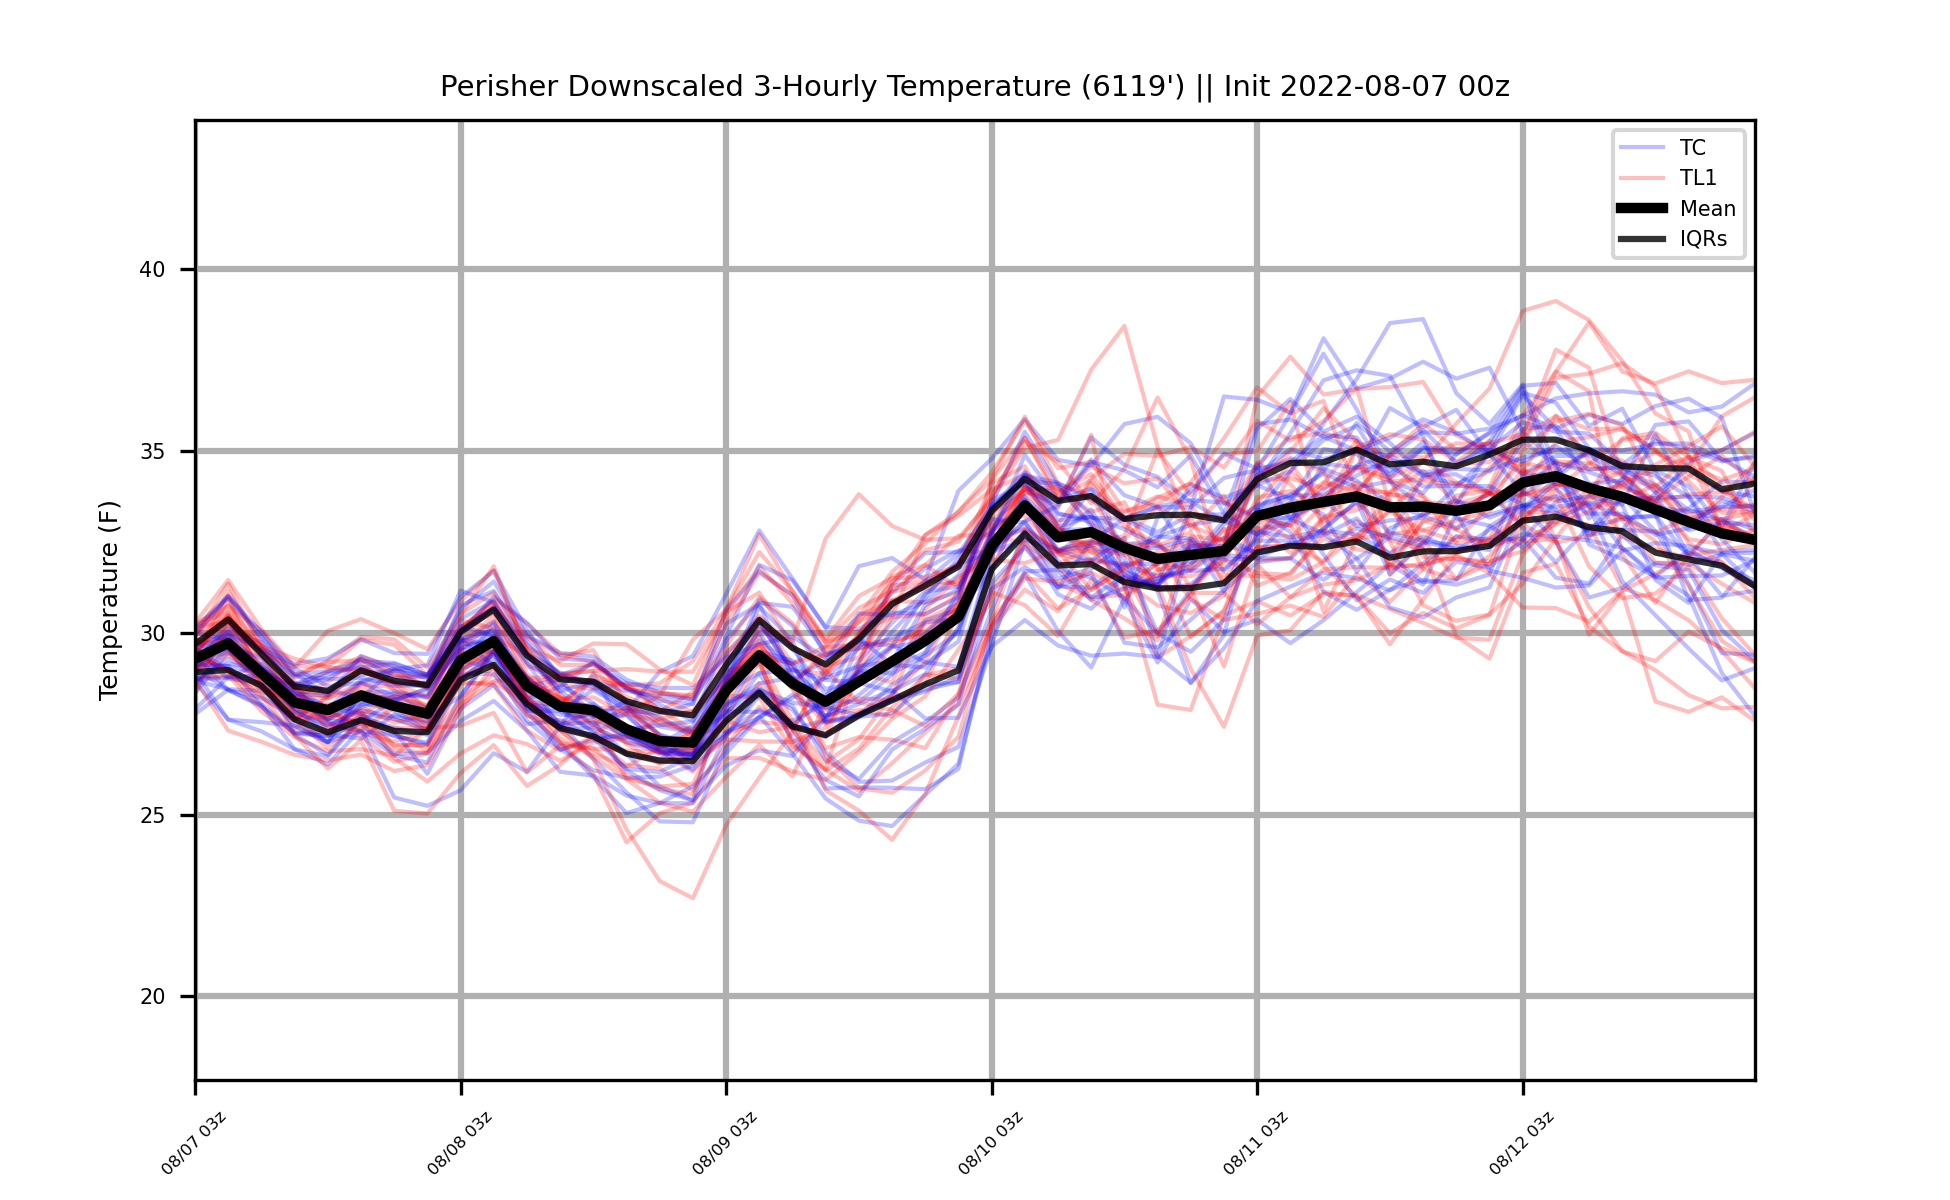 Perisher Downscaled 3-Hourly Temperature (6119') || Init 2022-08-07 00z
TC
TL1
Mean
IQRs
Temperature (F)
40
35
30
25
20
08/07 03z
08/08 03z
08/09 03z
08/10 03z
08/11 03z
08/12 03z